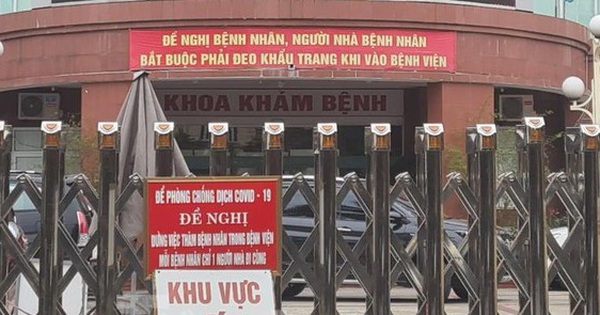 ĐỀ NGHỊ BỆNH NHÂN, NGƯỜI NHÀ BỆNH NHÂN
BẮT BUỘC PHẢI ĐEO KHẨU TRANG KHI VÀO BỆNH VIỆN
KHOA KHÁM BỆNH
ĐỂ PHÒNG CHỐNG DỊCH COVID - 19
ĐỀ NGHỊ
DỪNG VIỆC THĂM BỆNH NHÂN TRONG BỆNH VIỆN
MỖI BỆNH NHÂN CHỈ 1 NGƯỜI NHÀ ĐI CÙNG
KHU VỰC